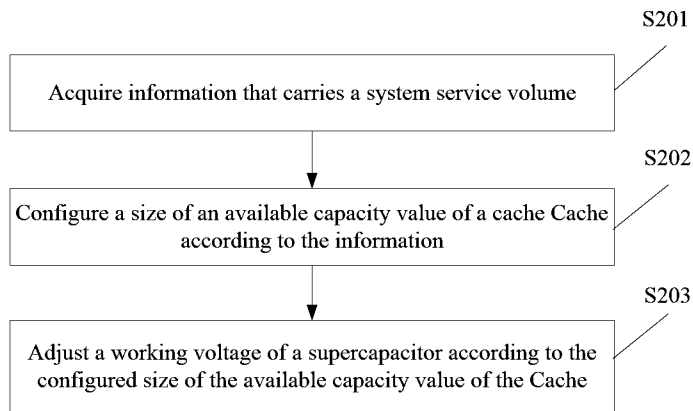 S201
Acquire information that carries a system service volume
S202
Configure a size of an available capacity value of a cache Cache
according to the information
S203
Adjust a working voltage of a supercapacitor according to the
configured size of the available capacity value of the Cache